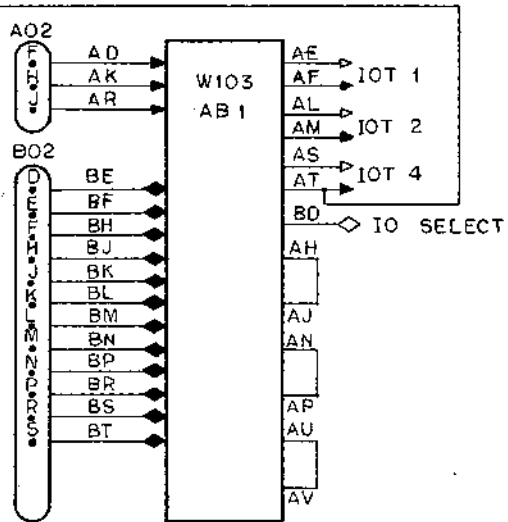 A02
F
H
J
AD
AK
AR
B02
D
E
F
H
J
K
L
M
N
P
R
S
BE
BF
BH
BJ
BK
BL
BM
BN
BP
BR
BS
BT
W103
AB1
AE
AF
IOT 1
AL
AM
IOT 2
AS
AT
IOT 4
BD
IO SELECT
AH
AJ
AN
AP
AU
AV